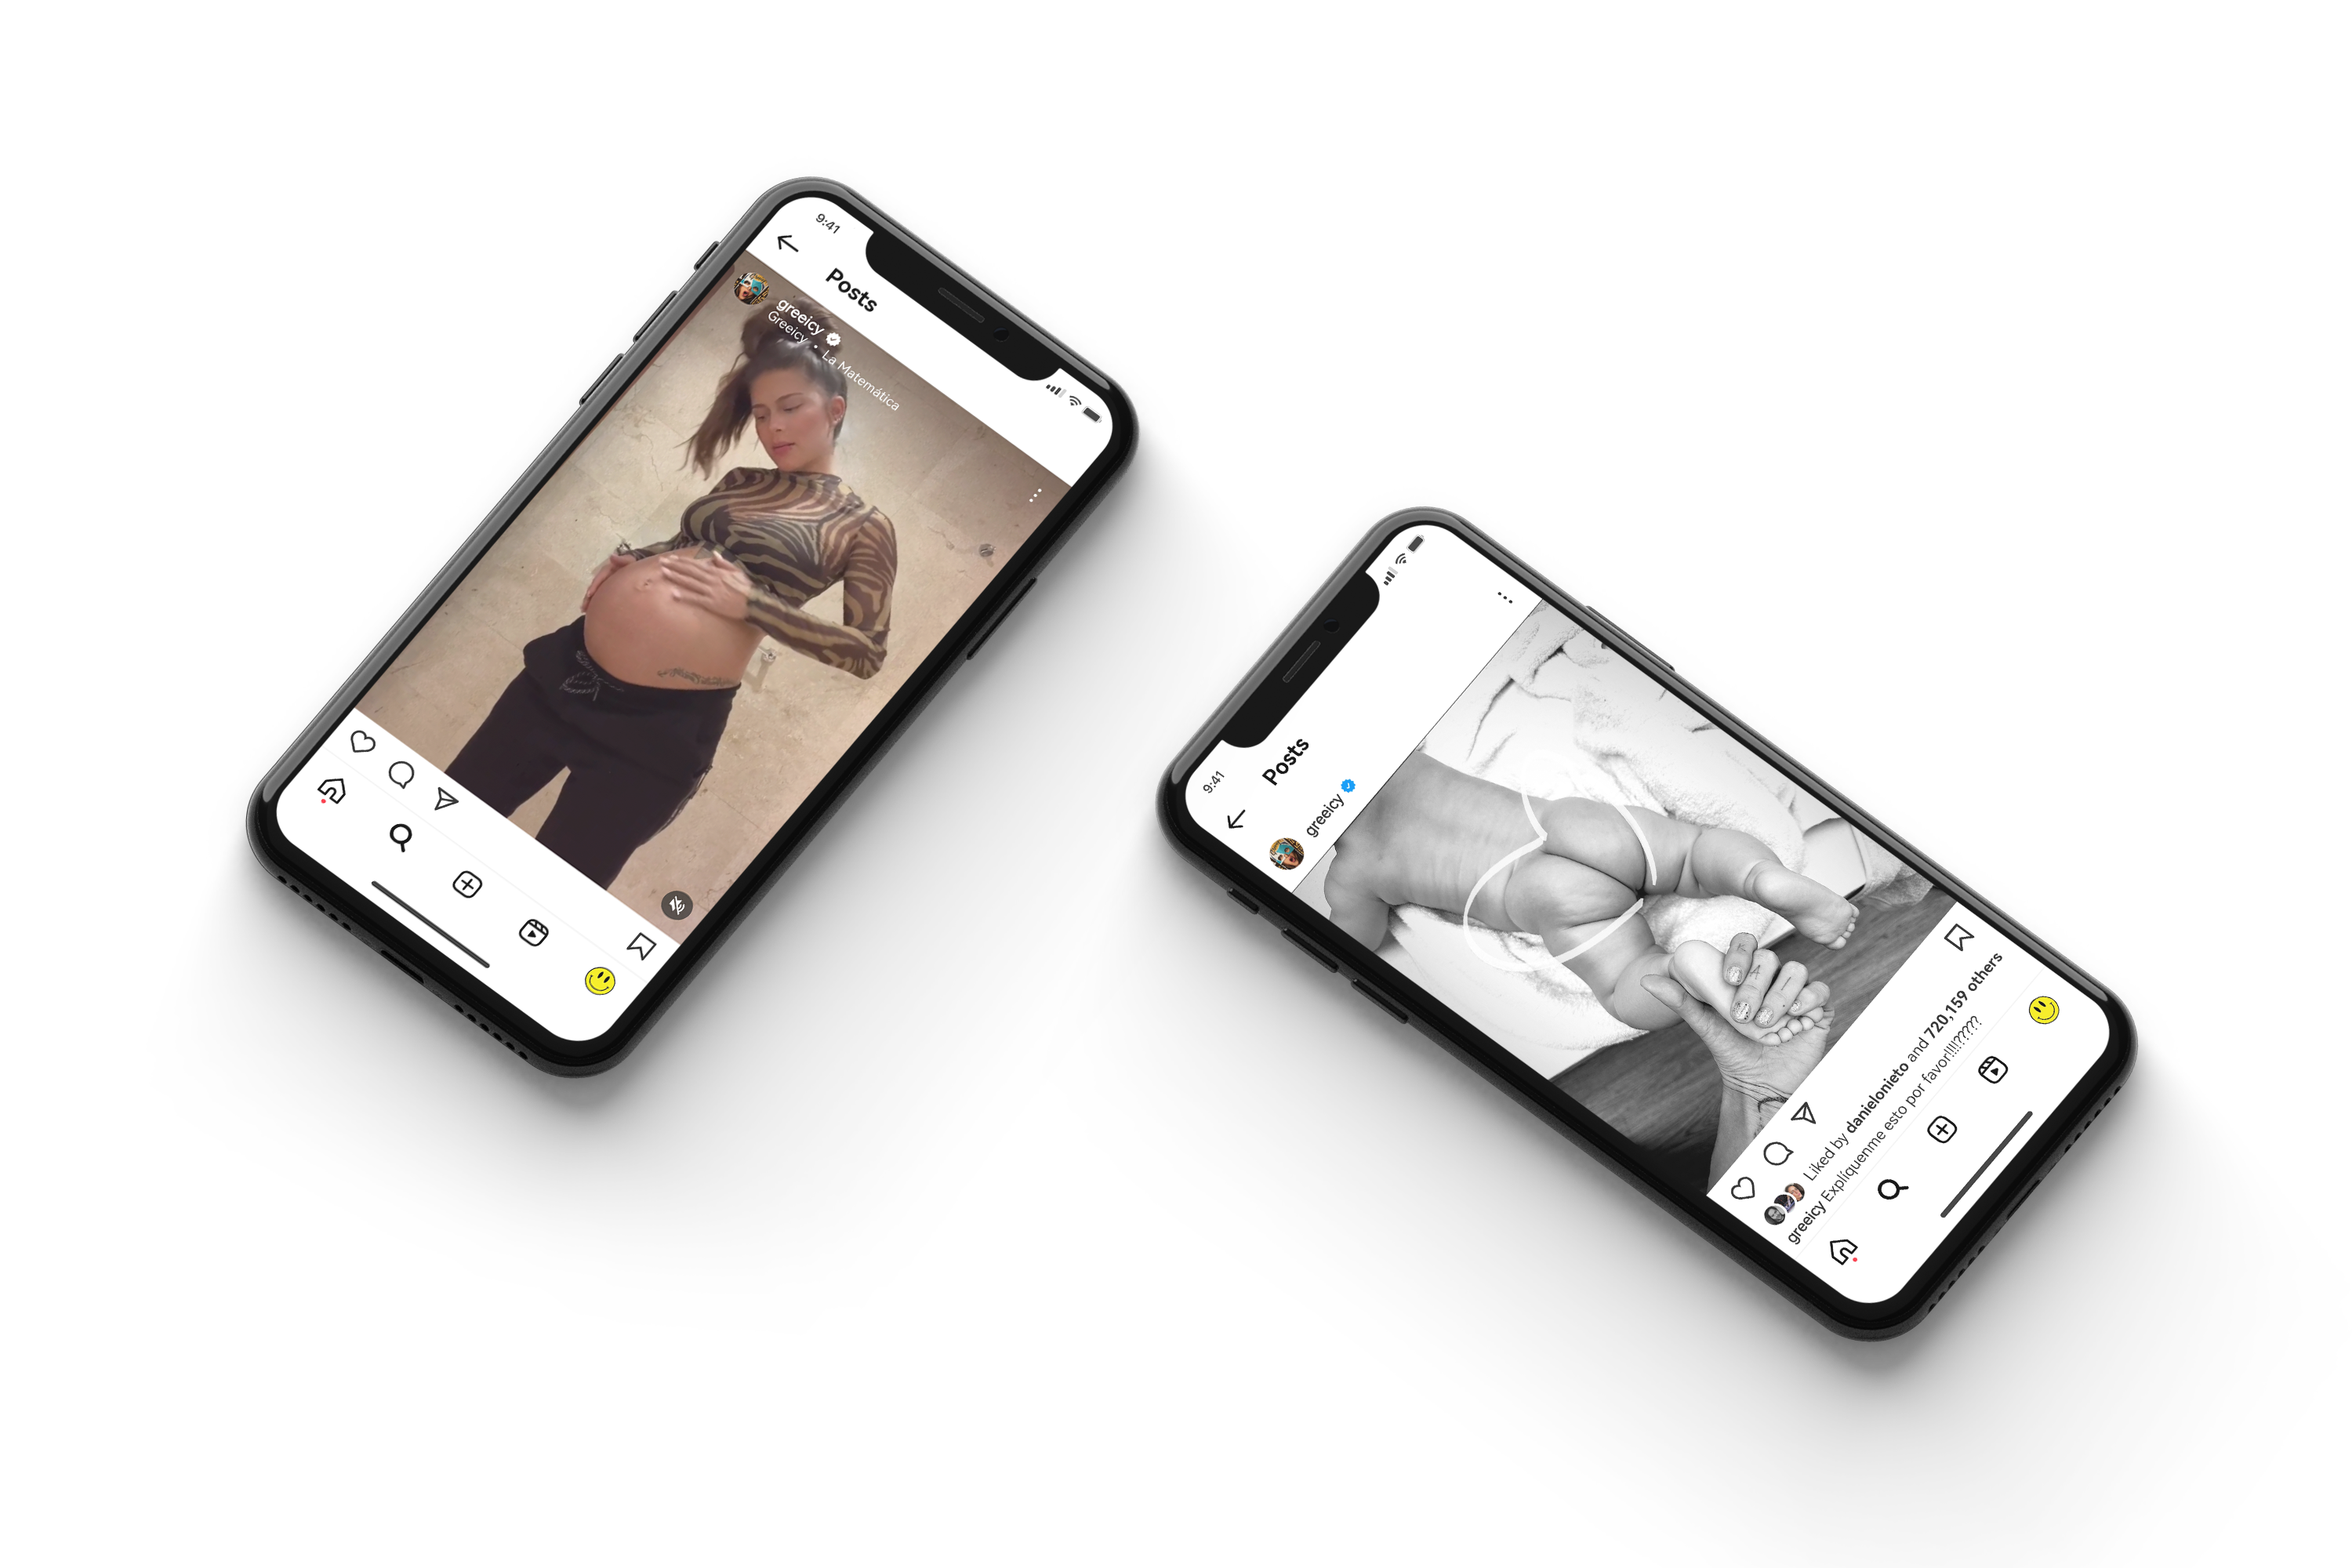 9:41
Posts
greeicy
Greeicy • La Matemática
9:41
Posts
greeicy
KAI
Liked by danielonieto and 720,159 others
greeicy Explíquenme esto por favor!!!!?????